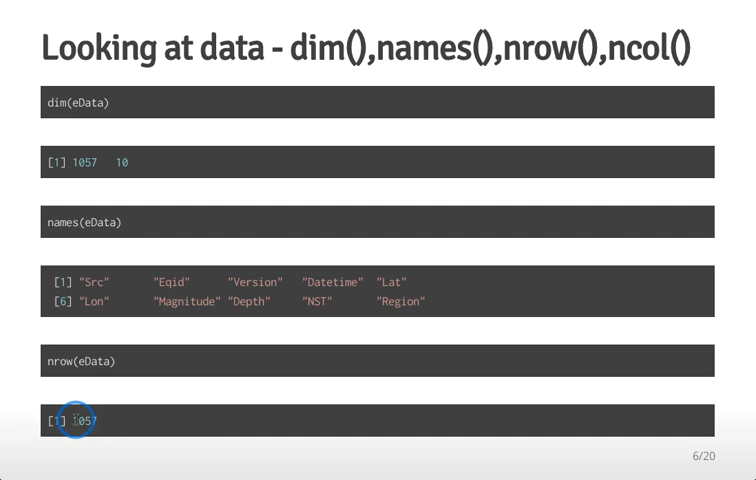 Looking at data - dim(),names(),nrow(),ncol()
dim(eData)
[1] 1057 10
names(eData)
[1] "Src" "Eqid" "Version" "Datetime" "Lat"
[6] "Lon" "Magnitude" "Depth" "NST" "Region"
nrow(eData)
[1] 1057
6/20